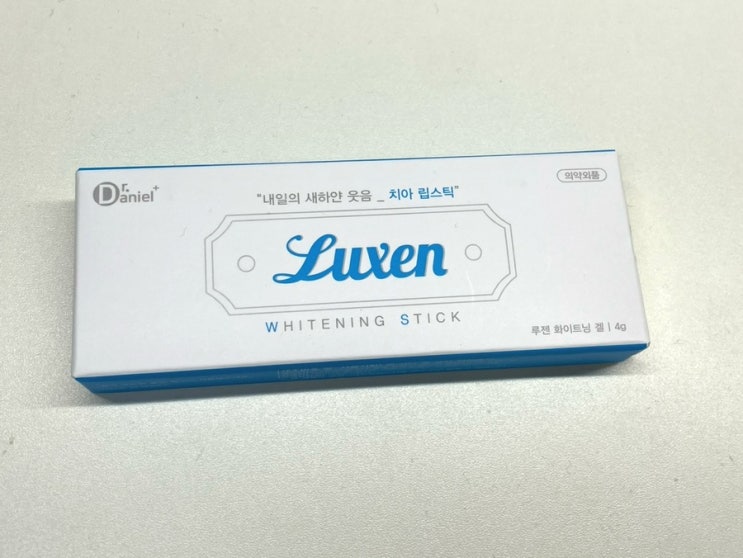 Dr.Daniel+
의약외품
"내일의 새하얀 웃음 _ 치아 립스틱"
Luxen
WHITENING STICK
루젠 화이트닝 겔 | 4g